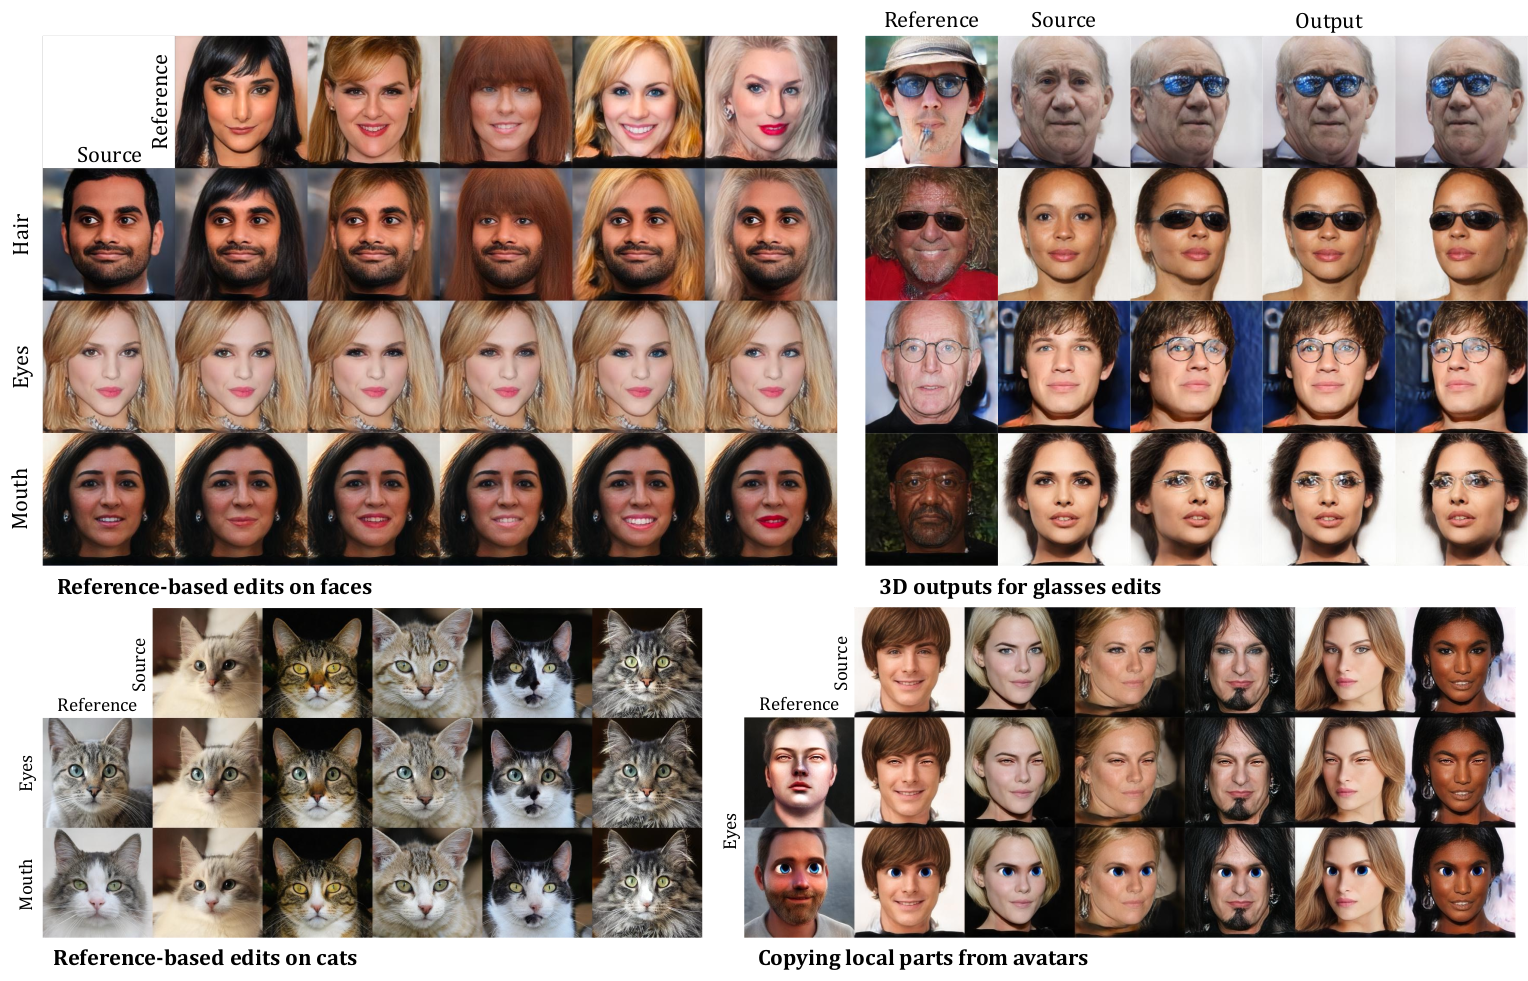 Reference
Source
Hair
Eyes
Mouth
Reference-based edits on faces
Reference
Source
Output
3D outputs for glasses edits
Source
Reference
Eyes
Mouth
Reference-based edits on cats
Source
Reference
Eyes
Copying local parts from avatars